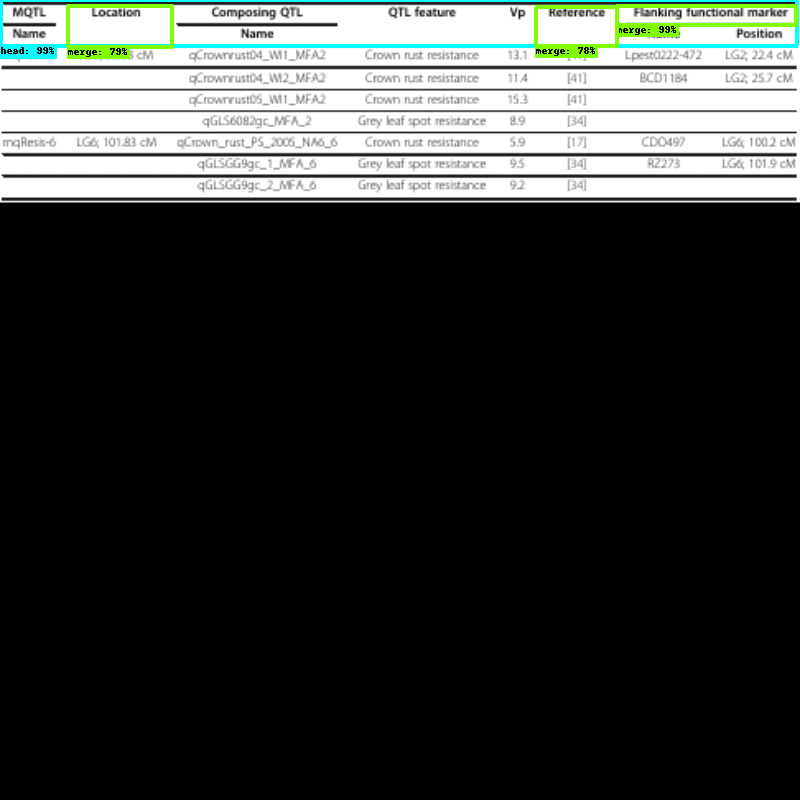 MQTL Location Composing QTL QTL feature Vp Reference Flanking functional marker
merge: 99%
Name Name Position
head: 99% merge: 79% cM qCrownrust04_WI1_MFA2 Crown rust resistance 13.1 merge: 78% Lpest0222-472 LG2; 22.4 cM
qCrownrust04_WI2_MFA2 Crown rust resistance 11.4 [41] BCD1184 LG2; 25.7 cM
qCrownrust05_WI1_MFA2 Crown rust resistance 15.3 [41]
qGLS6082gc_MFA_2 Grey leaf spot resistance 8.9 [34]
mqResis-6 LG6; 101.83 cM qCrown_rust_PS_2005_NA6_6 Crown rust resistance 5.9 [17] CDO497 LG6; 100.2 cM
qGLSGG9gc_1_MFA_6 Grey leaf spot resistance 9.5 [34] RZ273 LG6; 101.9 cM
qGLSGG9gc_2_MFA_6 Grey leaf spot resistance 9.2 [34]